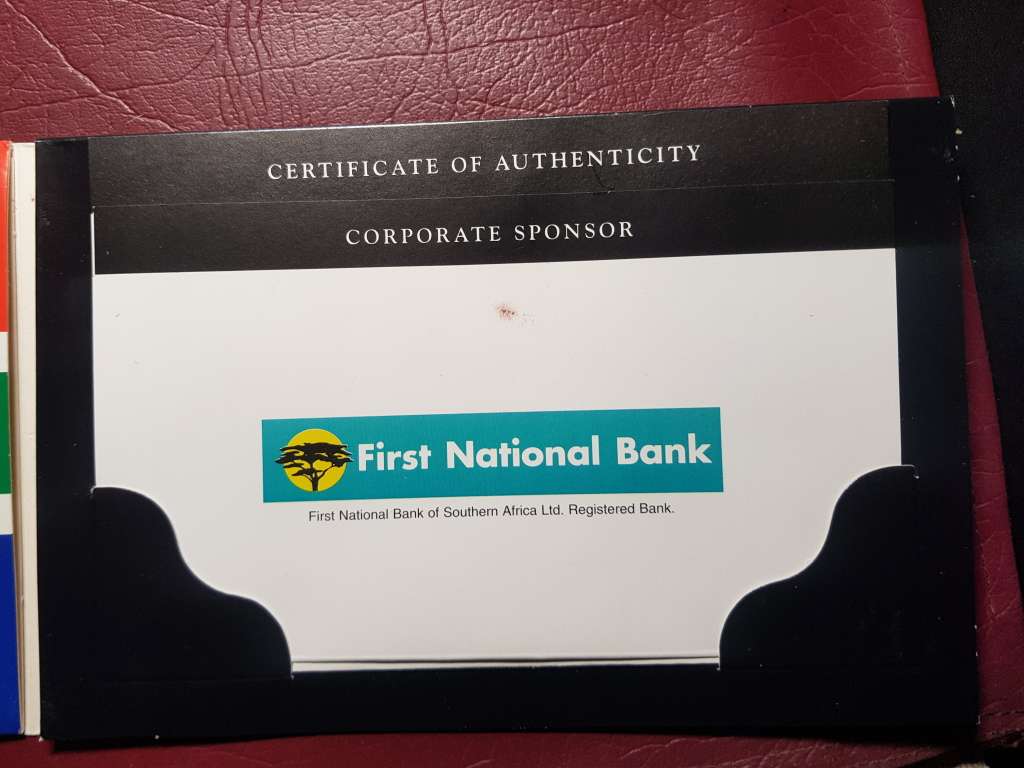 CERTIFICATE OF AUTHENTICITY
CORPORATE SPONSOR
First National Bank
First National Bank of Southern Africa Ltd. Registered Bank.